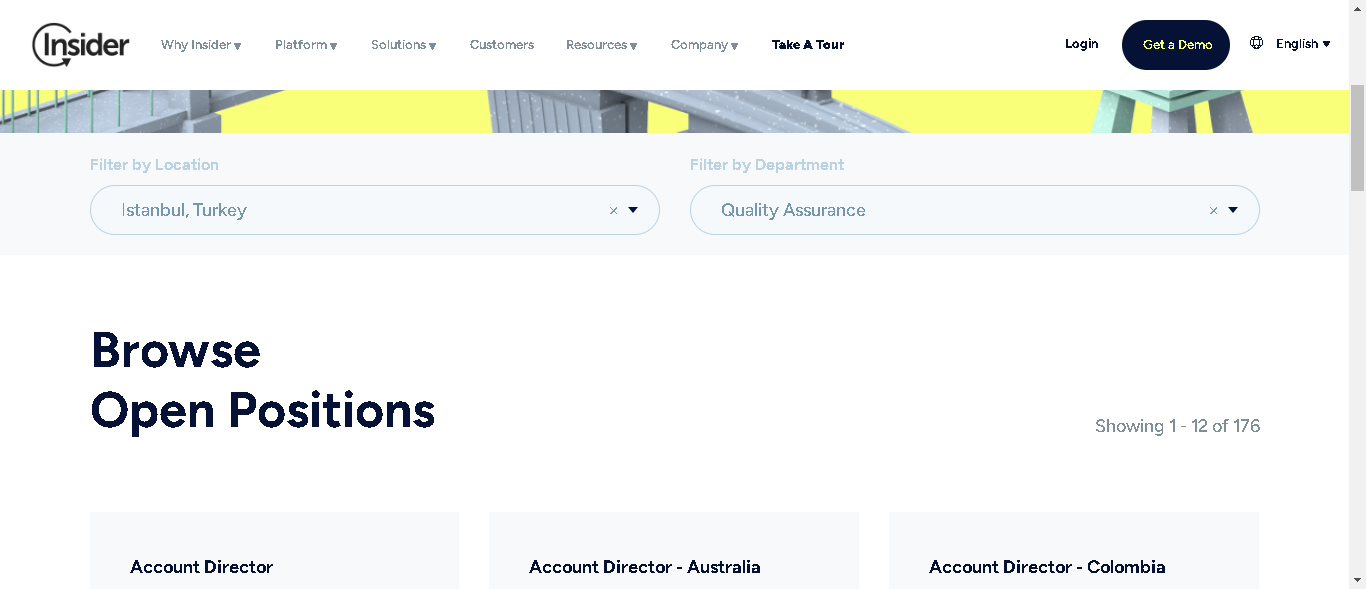 Insider
Why Insider ▾ Platform ▾ Solutions ▾ Customers Resources ▾ Company ▾ Take A Tour Login Get a Demo English ▾
Filter by Location Filter by Department
Istanbul, Turkey × Quality Assurance ×
Browse
Open Positions
Showing 1 - 12 of 176
Account Director Account Director - Australia Account Director - Colombia